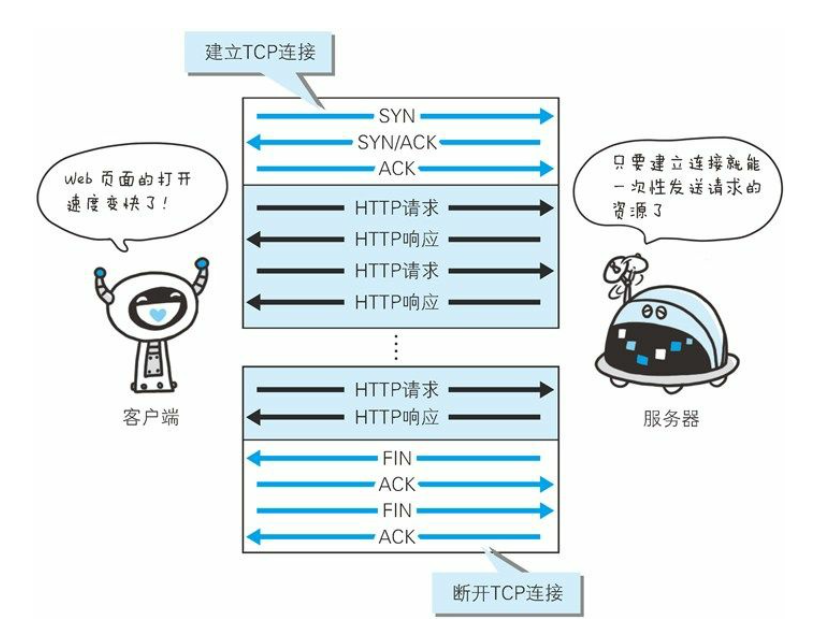 建立TCP连接
SYN
SYN/ACK
ACK
Web 页面的打开
速度变快了!
只要建立连接就能
一次性发送请求的
资源了
HTTP请求
HTTP响应
HTTP请求
HTTP响应
HTTP请求
HTTP响应
客户端
服务器
FIN
ACK
FIN
ACK
断开TCP连接